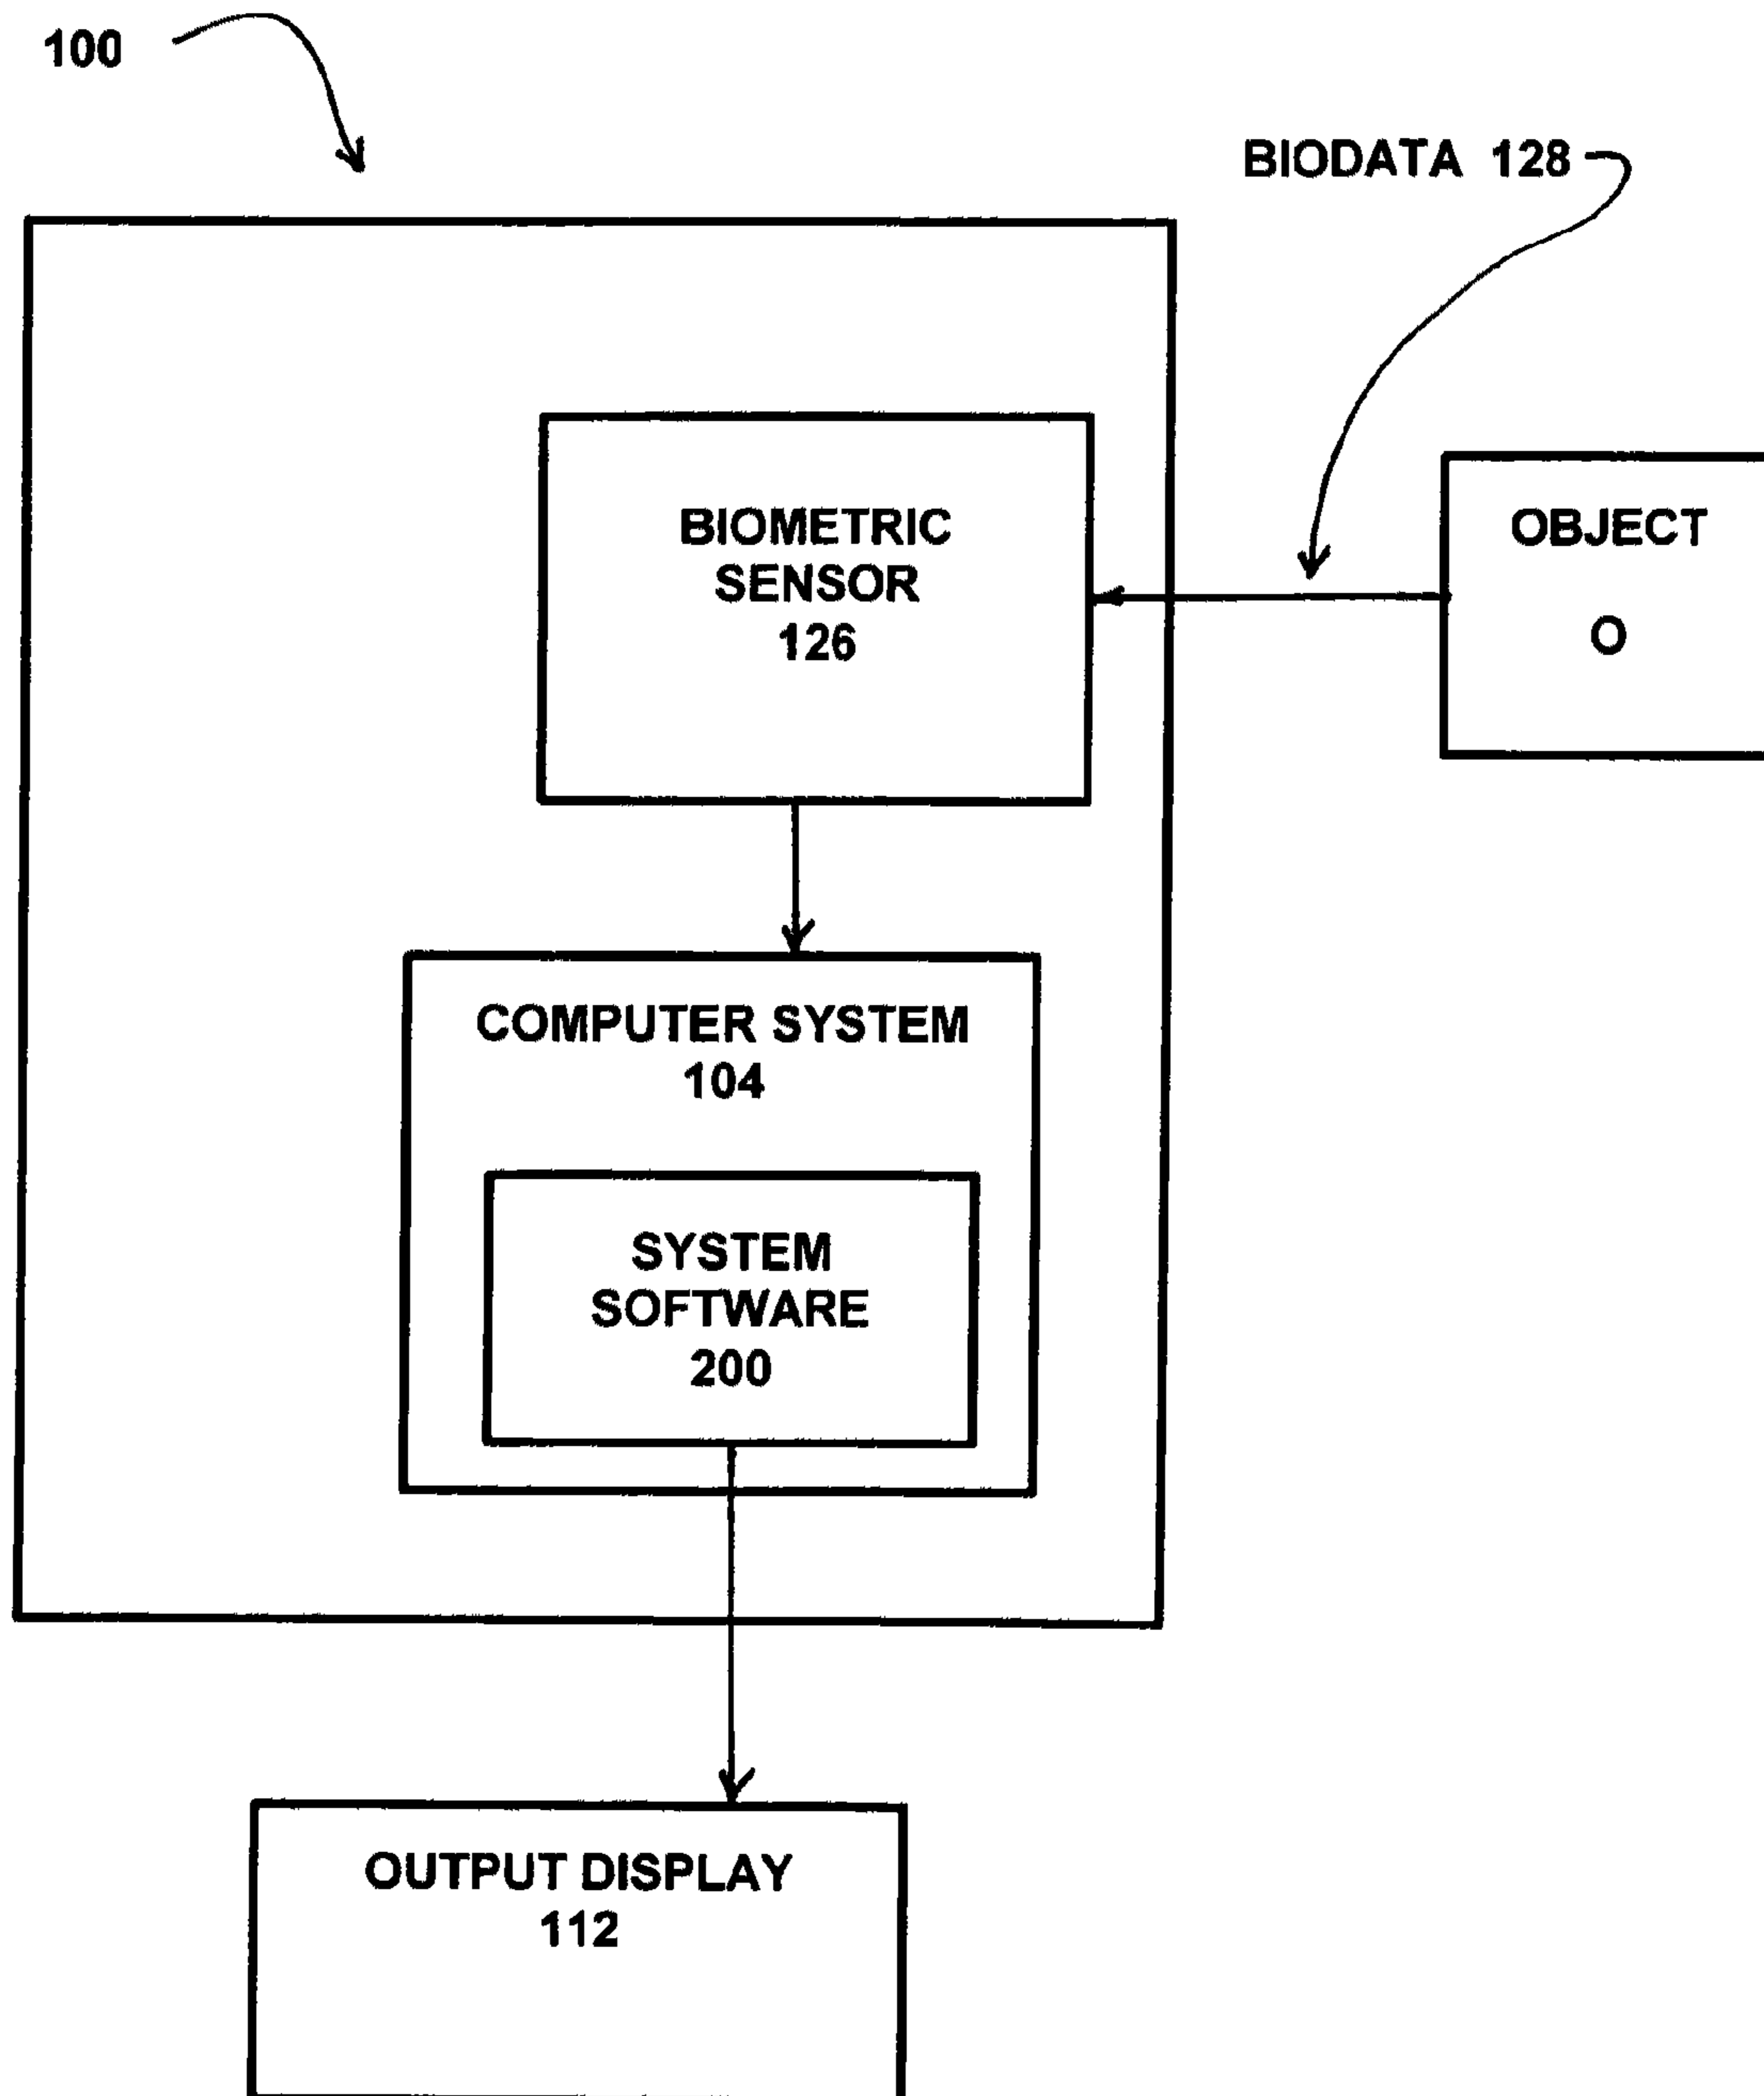 100
BIODATA 128
BIOMETRIC
SENSOR
126
OBJECT
O
COMPUTER SYSTEM
104
SYSTEM
SOFTWARE
200
OUTPUT DISPLAY
112